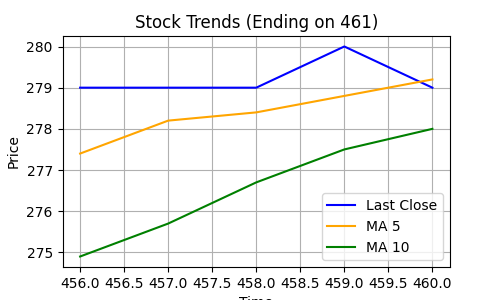 Stock Trends (Ending on 461)
280
279
278
277
276
275
Price
Last Close
MA 5
MA 10
456.0 456.5 457.0 457.5 458.0 458.5 459.0 459.5 460.0
Time